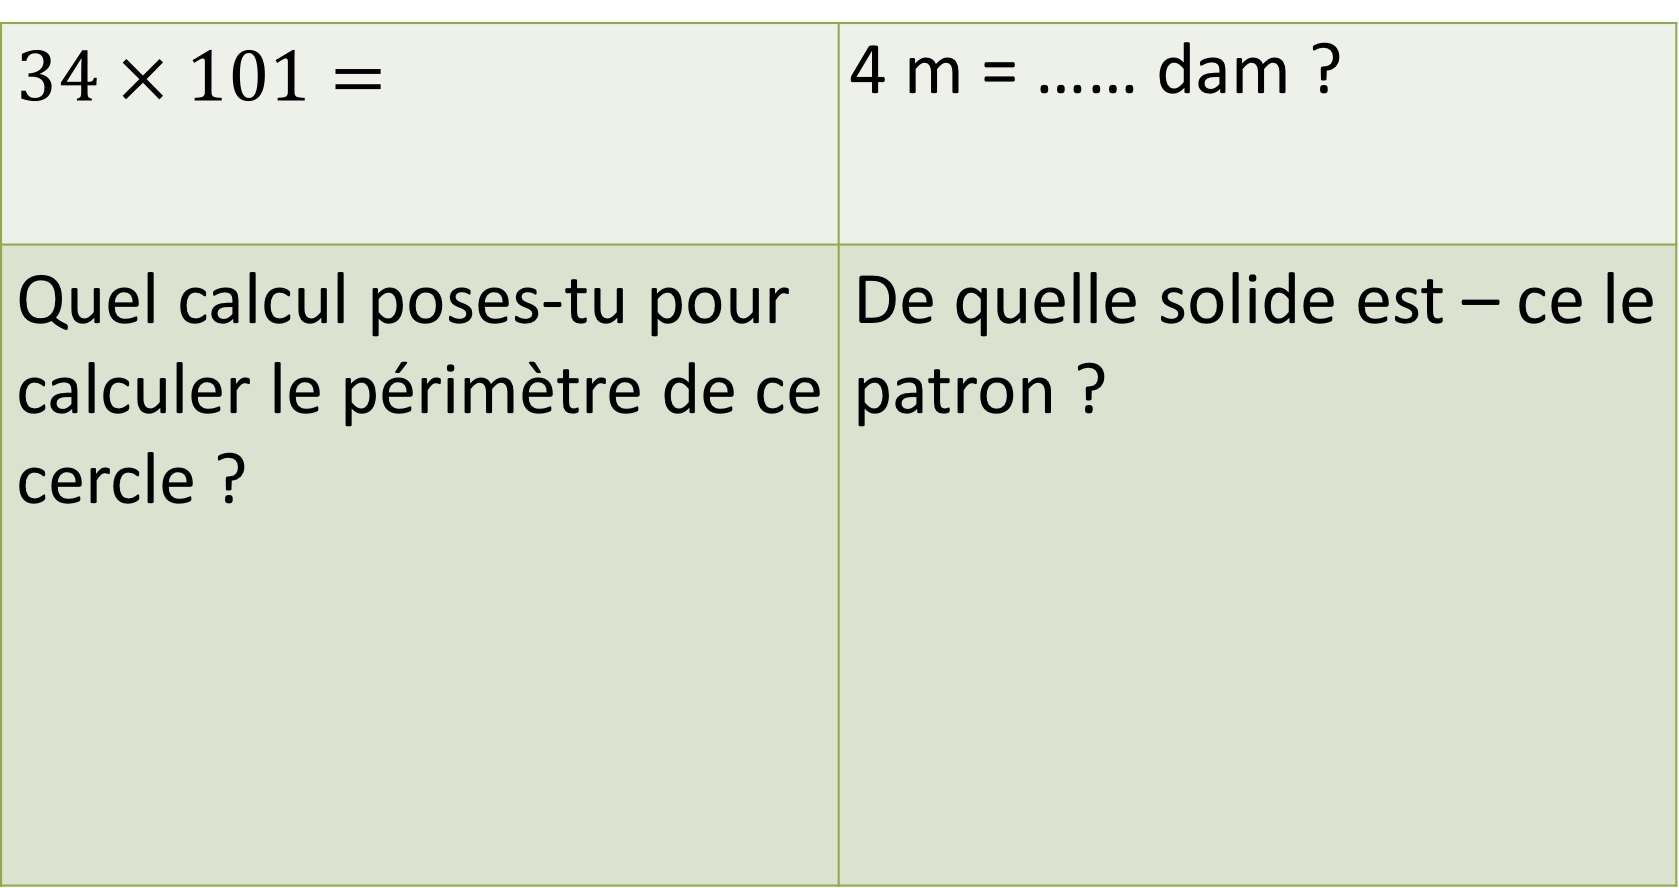 34 × 101 =
4 m = …… dam ?
Quel calcul poses-tu pour
calculer le périmètre de ce
cercle ?
De quelle solide est – ce le
patron ?